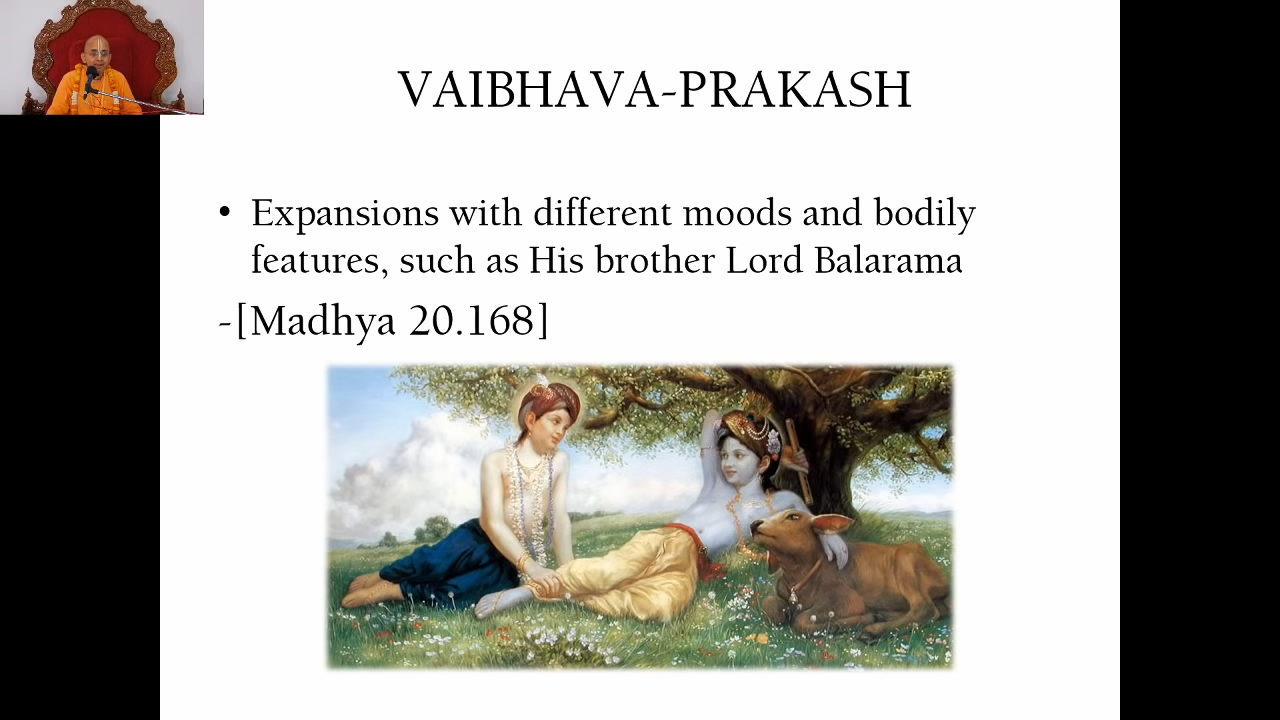 VAIBHAVA-PRAKASH
• Expansions with different moods and bodily
features, such as His brother Lord Balarama
-[Madhya 20.168]